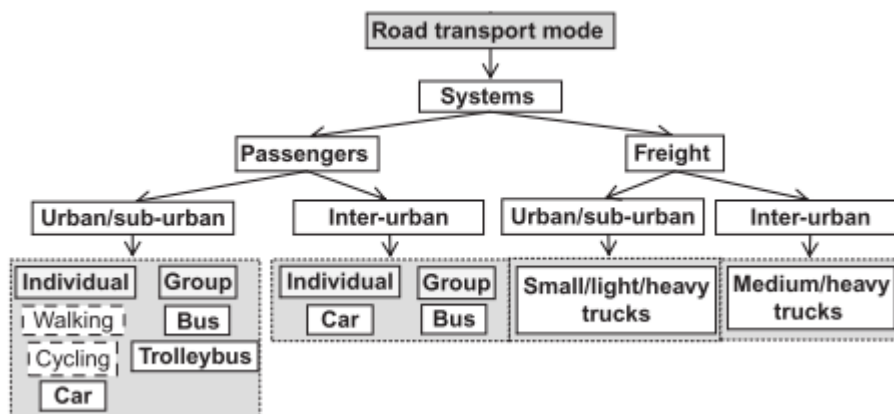 Road transport mode
Systems
Passengers
Freight
Urban/sub-urban
Inter-urban
Urban/sub-urban
Inter-urban
Individual
Group
Walking
Bus
Cycling
Trolleybus
Car
Individual
Group
Car
Bus
Small/light/heavy
trucks
Medium/heavy
trucks